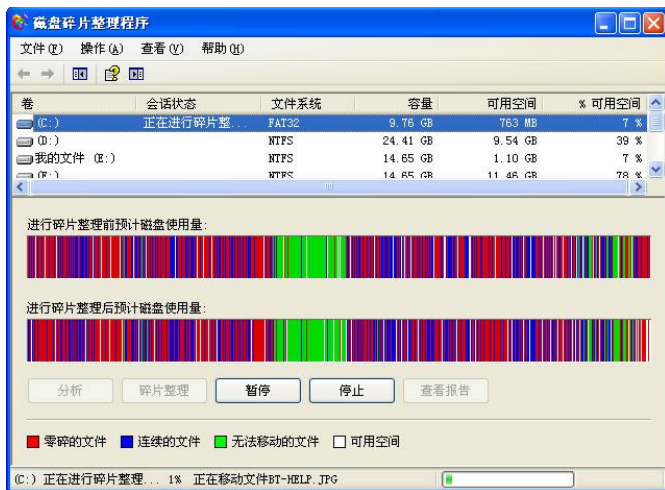 磁盘碎片整理程序
文件(F) 操作(A) 查看(V) 帮助(H)
卷 会话状态 文件系统 容量 可用空间 % 可用空间
(C:) 正在进行碎片整... FAT32 9.76 GB 763 MB 7 %
(D:) NTFS 24.41 GB 9.54 GB 39 %
我的文件 (E:) NTFS 14.65 GB 1.10 GB 7 %
(F:) NTFS 14.65 GB 11.46 GB 78 %
进行碎片整理前预计磁盘使用量:
进行碎片整理后预计磁盘使用量:
分析 碎片整理 暂停 停止 查看报告
零碎的文件 连续的文件 无法移动的文件 可用空间
(C:) 正在进行碎片整理... 1% 正在移动文件BT-HELP.JPG